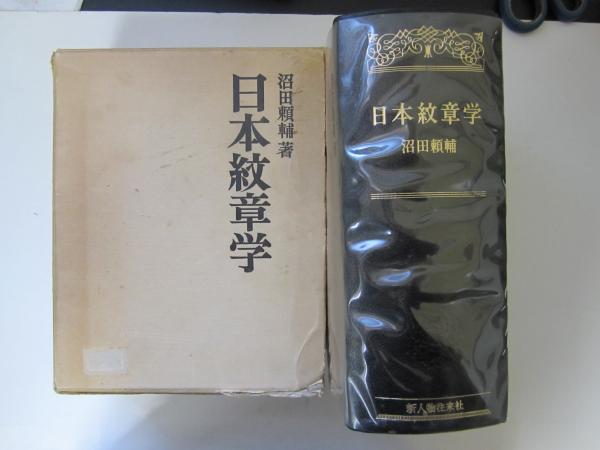 沼田頼輔著
日本紋章学
日本紋章学
沼田頼輔
新人物往来社